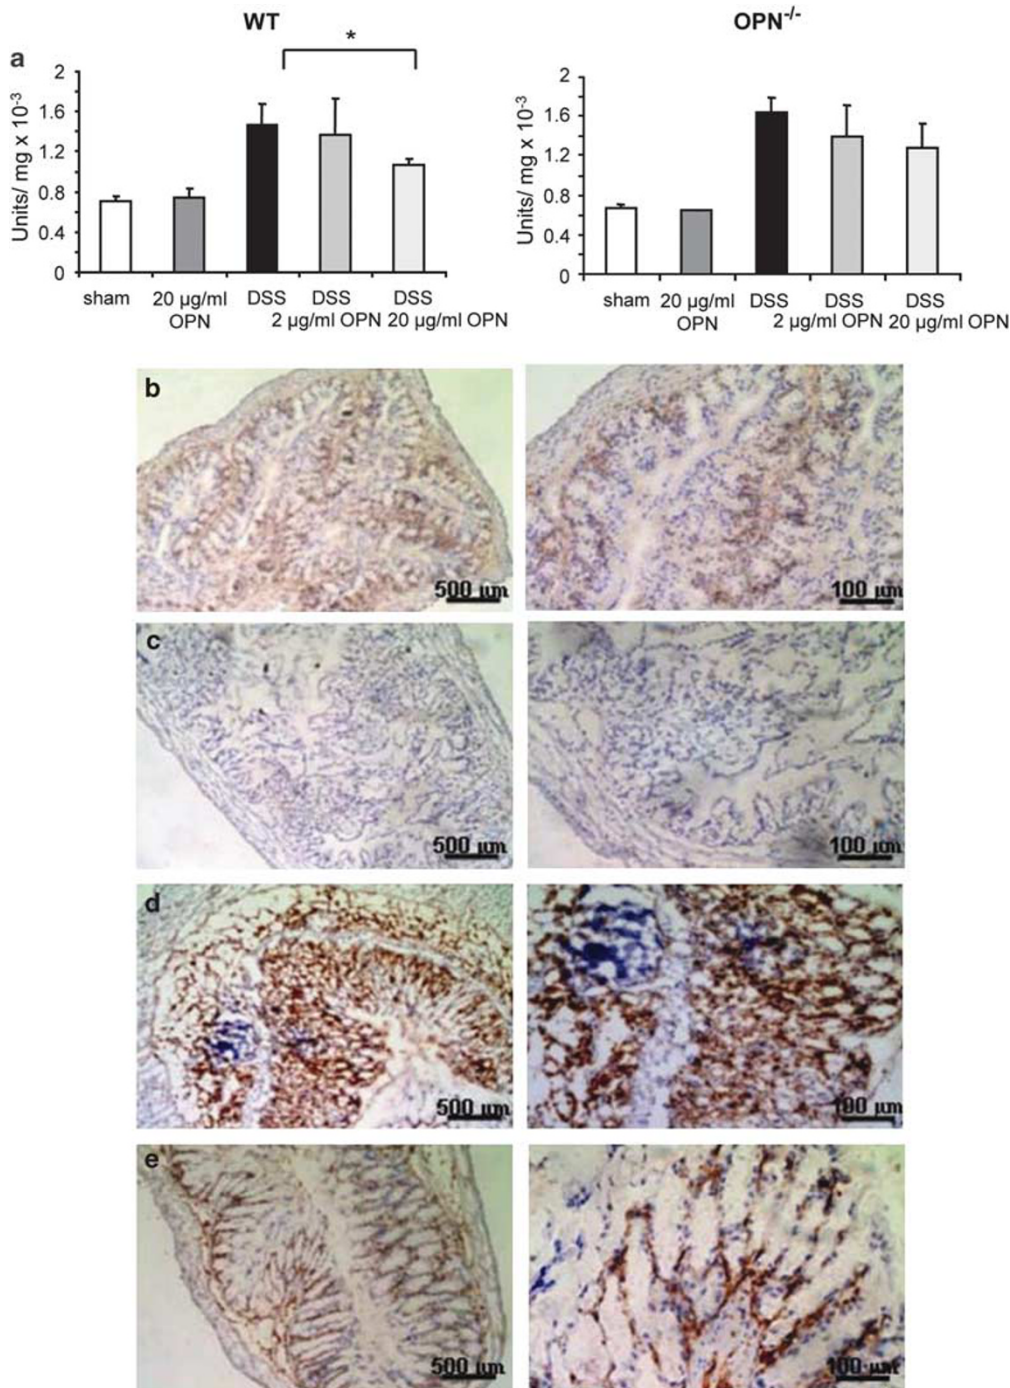 WT
OPN-/-
a
*
Units/ mg x 10-3
2
1.6
1.2
0.8
0.4
0
sham
20 µg/ml OPN
DSS
DSS 2 µg/ml OPN
DSS 20 µg/ml OPN
Units/ mg x 10-3
2
1.6
1.2
0.8
0.4
0
sham
20 µg/ml OPN
DSS
DSS 2 µg/ml OPN
DSS 20 µg/ml OPN
b
500 µm
100 µm
c
500 µm
100 µm
d
500 µm
100 µm
e
500 µm
100 µm